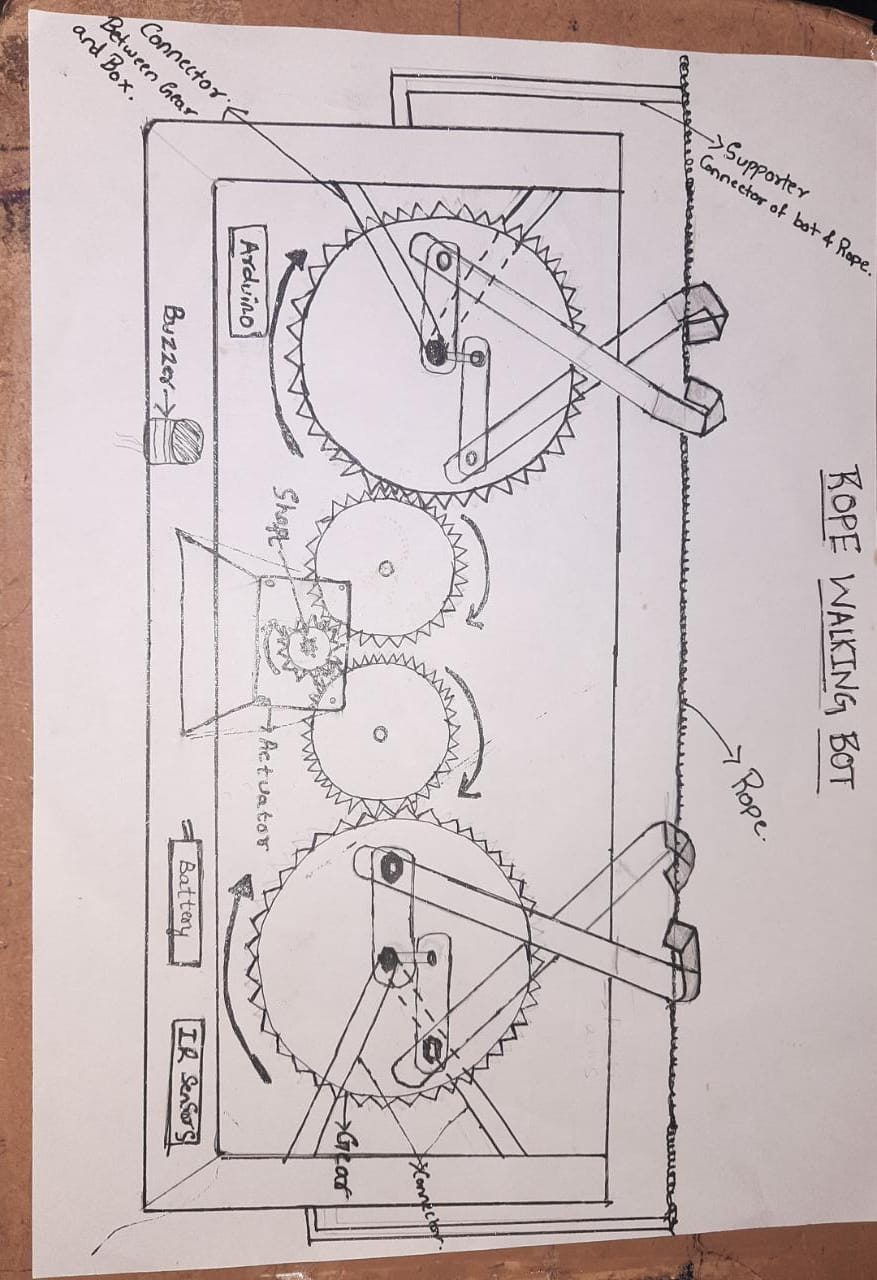 ROPE WALKING BOT
Supporter
Connector of bot & Rope.
Rope.
Connector.
Gear
Shaft
Actuator
Arduino
Buzzer
Battery
IR Sensors
Connector.
Between Gear
and Box.